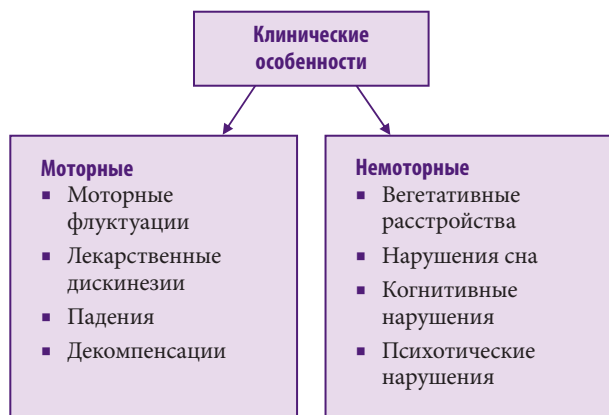 Клинические
особенности
Моторные
▪ Моторные
флуктуации
▪ Лекарственные
дискинезии
▪ Падения
▪ Декомпенсации
Немоторные
▪ Вегетативные
расстройства
▪ Нарушения сна
▪ Когнитивные
нарушения
▪ Психотические
нарушения